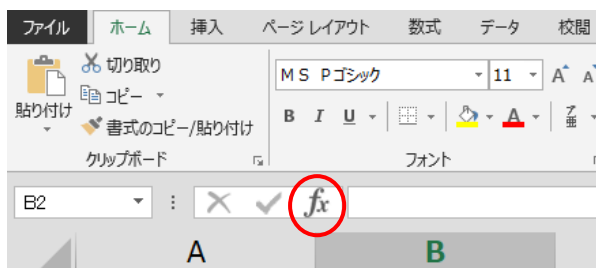 ファイル ホーム 挿入 ページ レイアウト 数式 データ 校閲
切り取り
コピー
貼り付け
書式のコピー/貼り付け
クリップボード
ＭＳ Ｐゴシック 11 A A
B I U A ア亜
フォント
B2 fx
A B